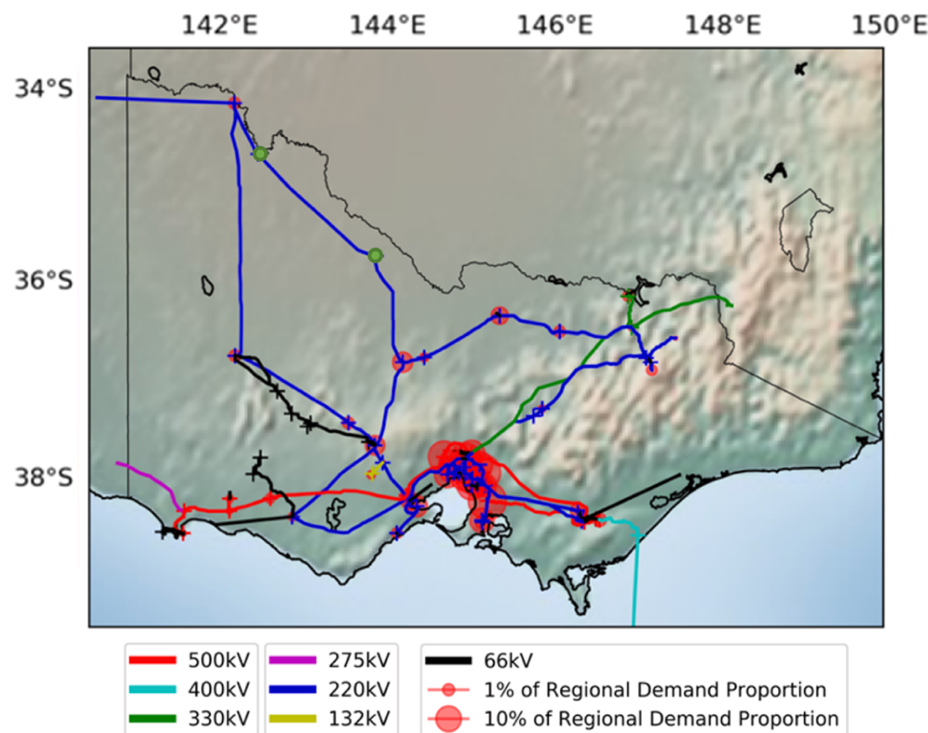 142°E 144°E 146°E 148°E 150°E
34°S
36°S
38°S
500kV 275kV 66kV
400kV 220kV 1% of Regional Demand Proportion
330kV 132kV 10% of Regional Demand Proportion